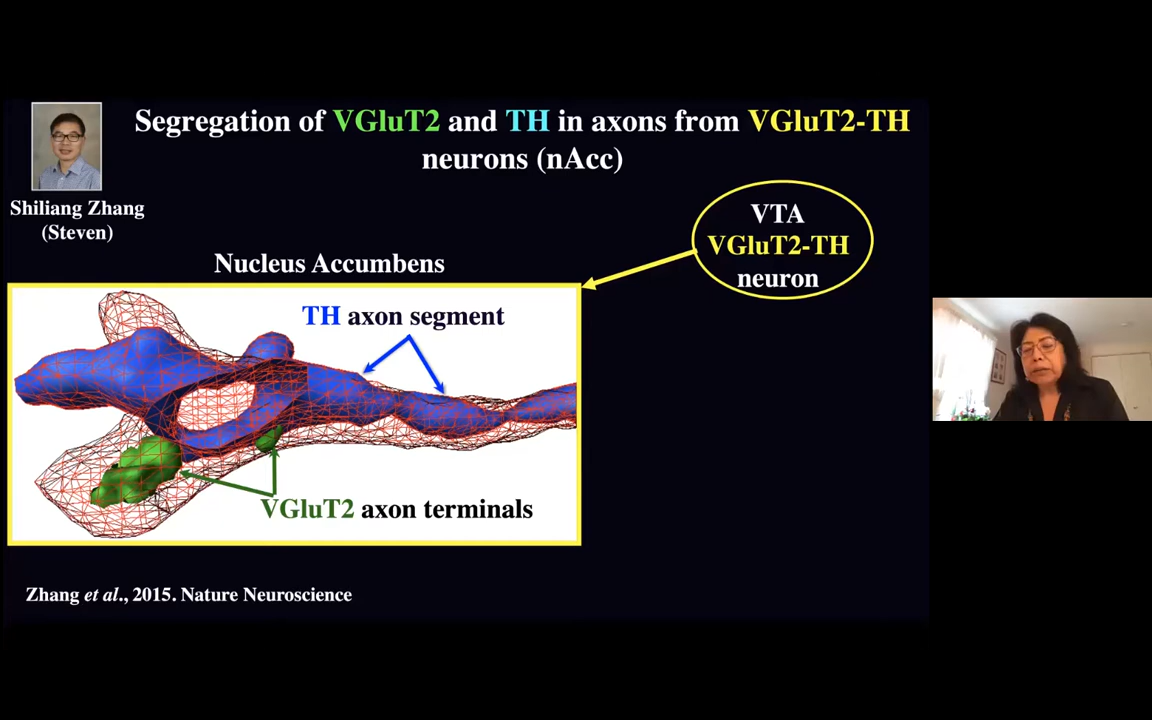 Segregation of VGluT2 and TH in axons from VGluT2-TH
neurons (nAcc)
Shiliang Zhang
(Steven)
VTA
VGluT2-TH
neuron
Nucleus Accumbens
TH axon segment
VGluT2 axon terminals
Zhang et al., 2015. Nature Neuroscience